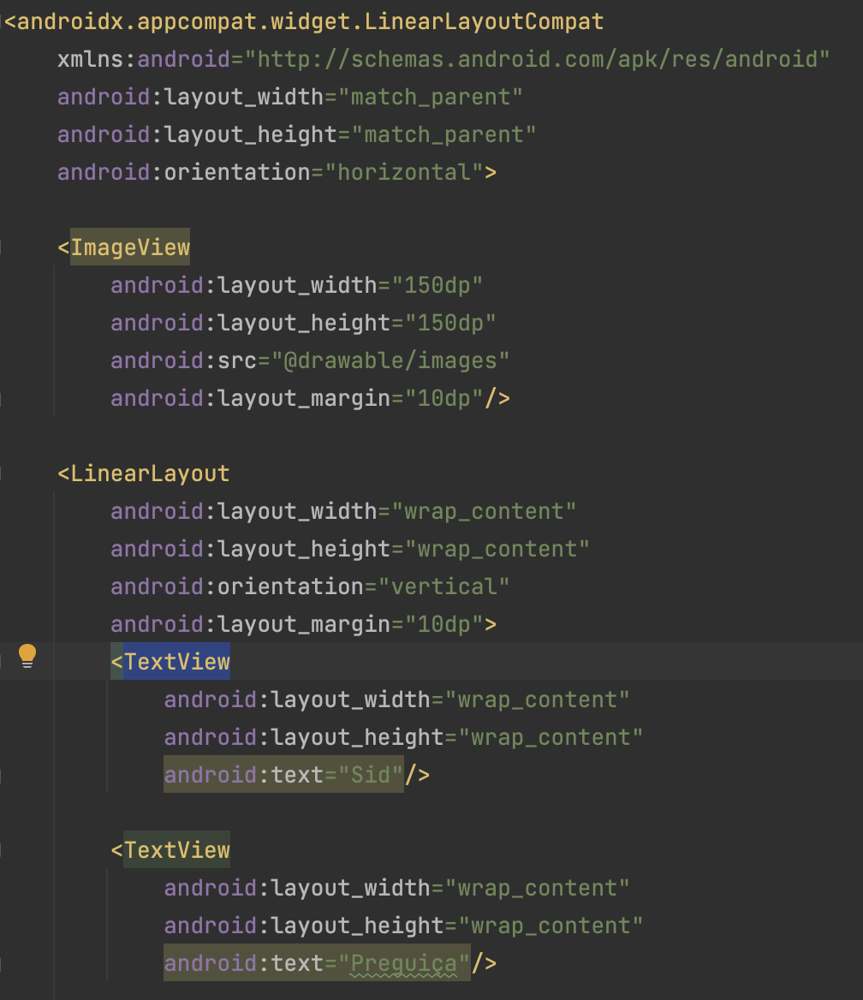 <androidx.appcompat.widget.LinearLayoutCompat
xmlns:android="http://schemas.android.com/apk/res/android"
android:layout_width="match_parent"
android:layout_height="match_parent"
android:orientation="horizontal">
<ImageView
android:layout_width="150dp"
android:layout_height="150dp"
android:src="@drawable/images"
android:layout_margin="10dp"/>
<LinearLayout
android:layout_width="wrap_content"
android:layout_height="wrap_content"
android:orientation="vertical"
android:layout_margin="10dp">
<TextView
android:layout_width="wrap_content"
android:layout_height="wrap_content"
android:text="Sid"/>
<TextView
android:layout_width="wrap_content"
android:layout_height="wrap_content"
android:text="Preguiça"/>